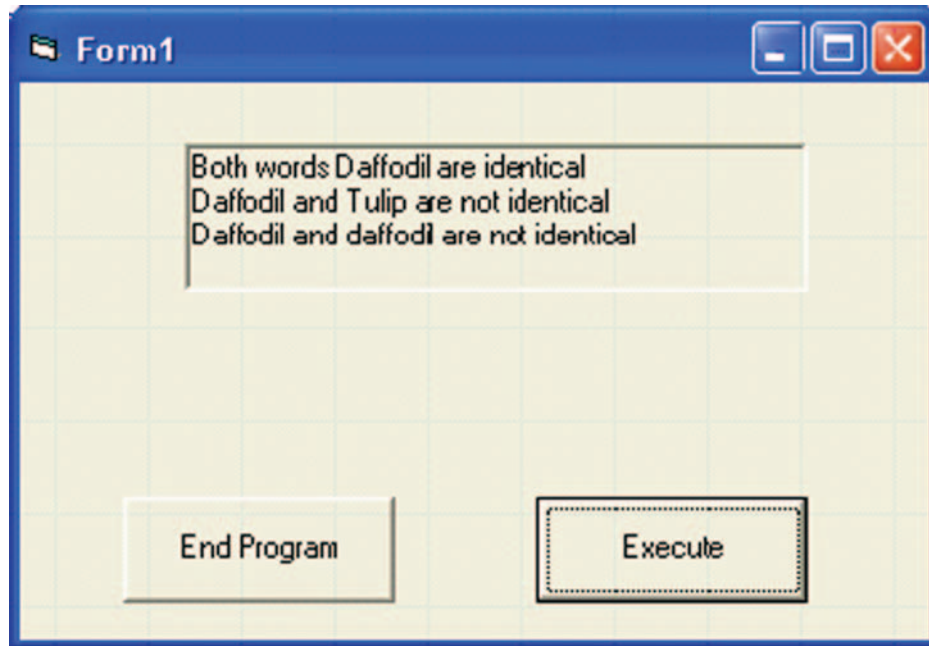 Form1
Both words Daffodil are identical
Daffodil and Tulip are not identical
Daffodil and daffodil are not identical
End Program
Execute